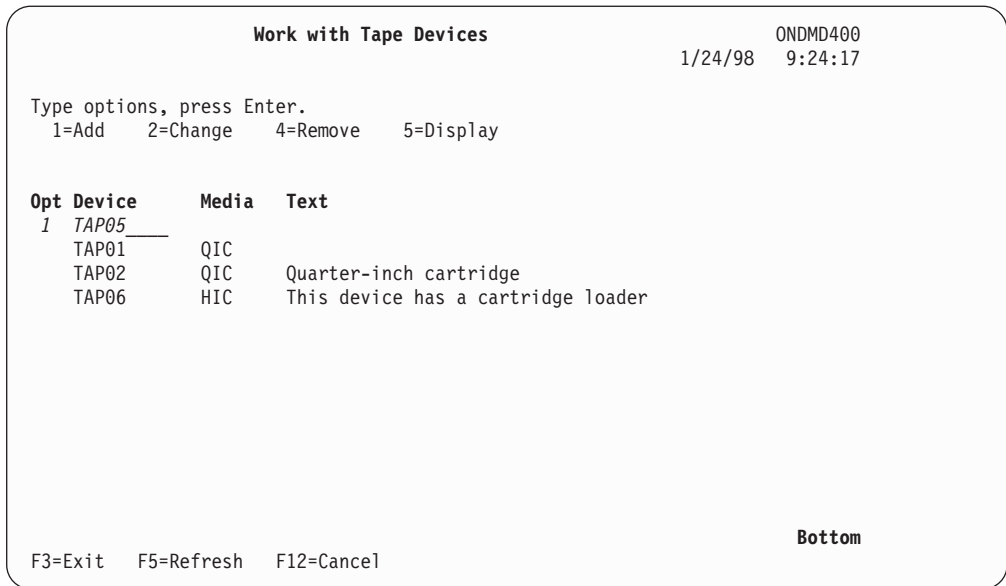 Work with Tape Devices ONDMD400
1/24/98 9:24:17
Type options, press Enter.
1=Add 2=Change 4=Remove 5=Display
Opt Device Media Text
1 TAP05____
TAP01 QIC
TAP02 QIC Quarter-inch cartridge
TAP06 HIC This device has a cartridge loader
Bottom
F3=Exit F5=Refresh F12=Cancel